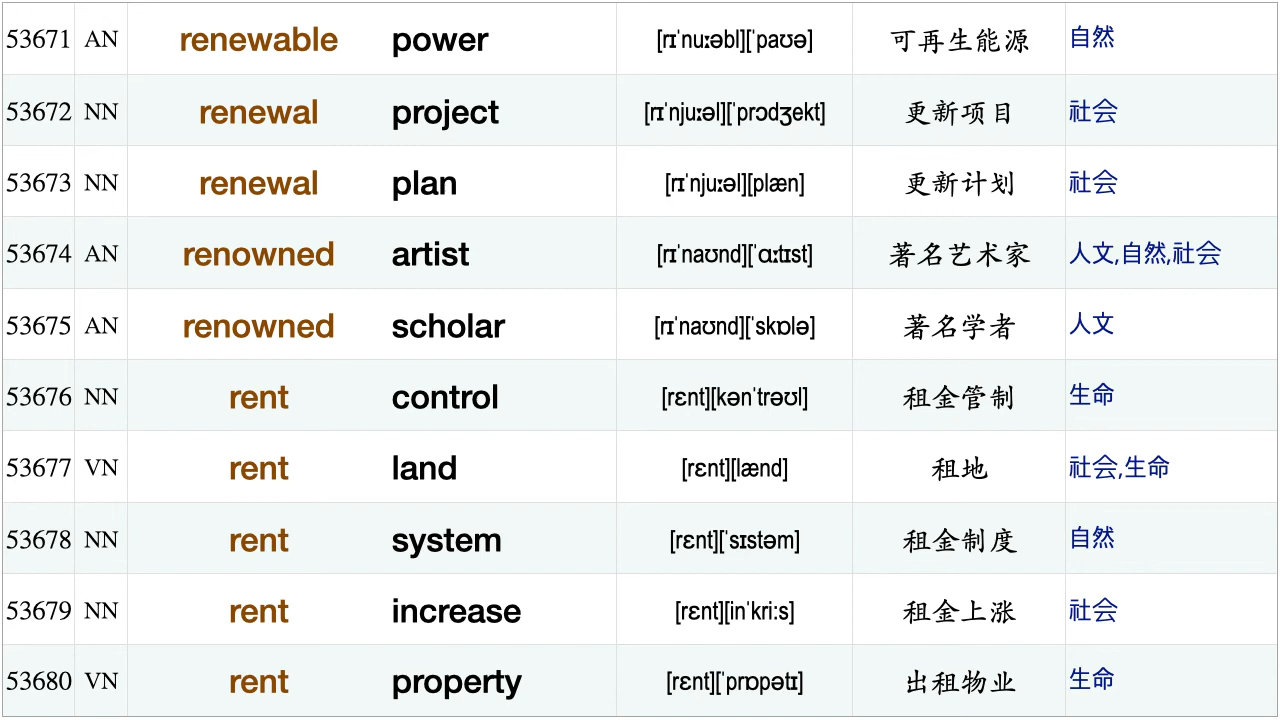 53671 AN renewable power [rɪˈnuːəbl][ˈpaʊə] 可再生能源 自然
53672 NN renewal project [rɪˈnjuːəl][ˈprɔdʒekt] 更新项目 社会
53673 NN renewal plan [rɪˈnjuːəl][plæn] 更新计划 社会
53674 AN renowned artist [rɪˈnaʊnd][ˈɑːtɪst] 著名艺术家 人文,自然,社会
53675 AN renowned scholar [rɪˈnaʊnd][ˈskɒlə] 著名学者 人文
53676 NN rent control [rɛnt][kənˈtrəʊl] 租金管制 生命
53677 VN rent land [rɛnt][lænd] 租地 社会,生命
53678 NN rent system [rɛnt][ˈsɪstəm] 租金制度 自然
53679 NN rent increase [rɛnt][inˈkri:s] 租金上涨 社会
53680 VN rent property [rɛnt][ˈprɒpətɪ] 出租物业 生命